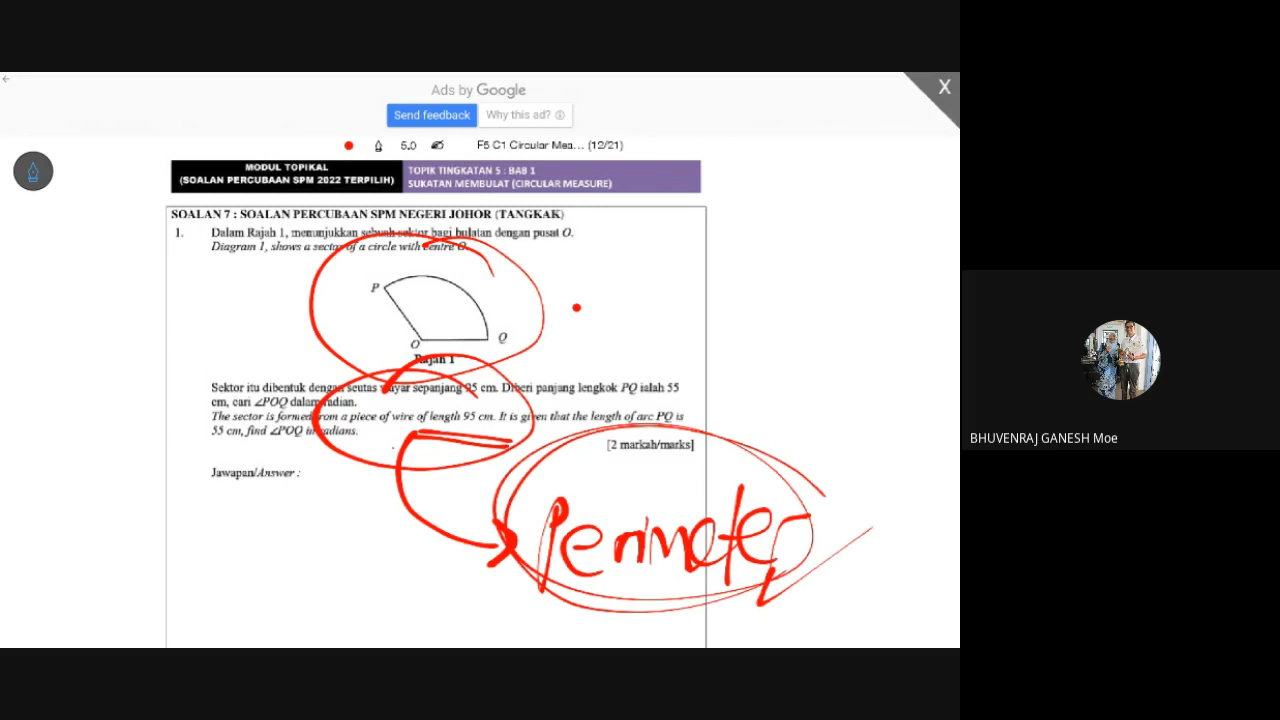 Ads by Google
X
Send feedback
Why this ad?
5.0
F5 C1 Circular Mea... (12/21)
MODUL TOPIKAL
(SOALAN PERCUBAAN SPM 2022 TERPILIH)
TOPIK TINGKATAN 5 : BAB 1
SUKATAN MEMBULAT (CIRCULAR MEASURE)
SOALAN 7 : SOALAN PERCUBAAN SPM NEGERI JOHOR (TANGKAK)
1. Dalam Rajah 1, menunjukkan sebuah sektor bagi bulatan dengan pusat O.
Diagram 1, shows a sector of a circle with centre O.
P
O
Q
Rajah 1
Sektor itu dibentuk dengan seutas wayar sepanjang 95 cm. Diberi panjang lengkok PQ ialah 55
cm, cari ∠POQ dalam radian.
The sector is formed from a piece of wire of length 95 cm. It is given that the length of arc PQ is
55 cm, find ∠POQ in radians.
[2 markah/marks]
Jawapan/Answer :
Perimeter
BHUVENRAJ GANESH Moe